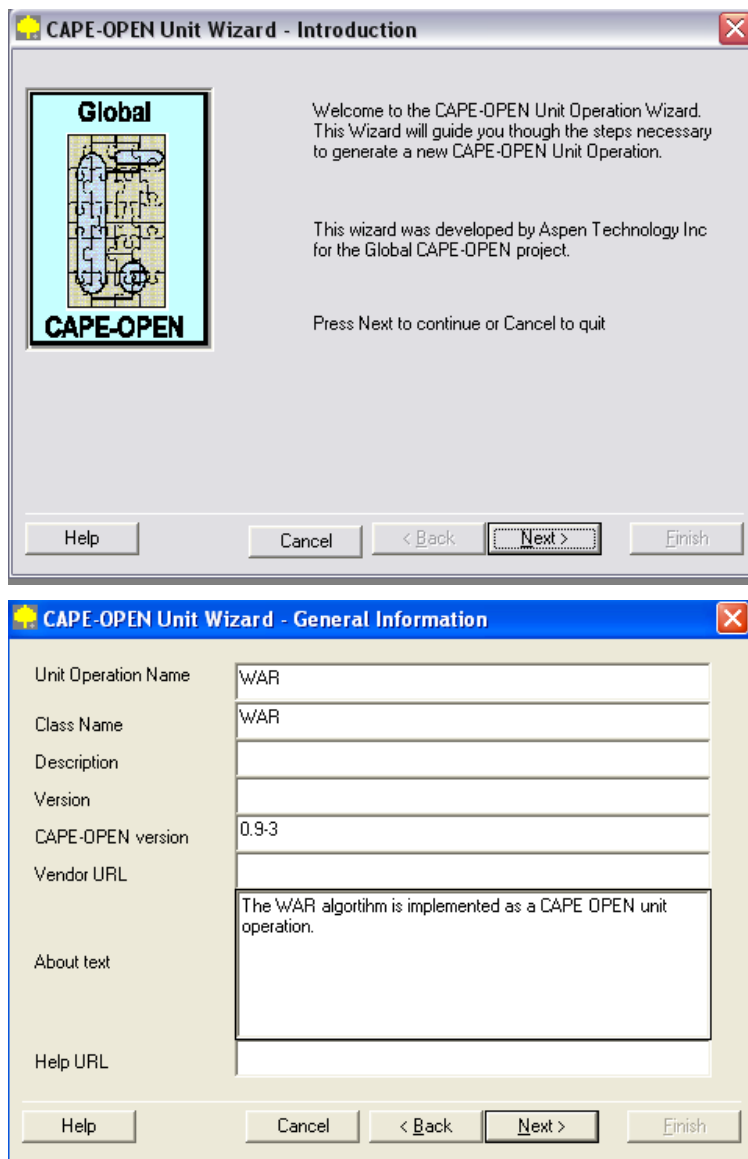 CAPE-OPEN Unit Wizard - Introduction
Global
CAPE-OPEN
Welcome to the CAPE-OPEN Unit Operation Wizard.
This Wizard will guide you though the steps necessary
to generate a new CAPE-OPEN Unit Operation.
This wizard was developed by Aspen Technology Inc
for the Global CAPE-OPEN project.
Press Next to continue or Cancel to quit
Help
Cancel
< Back
Next >
Finish
CAPE-OPEN Unit Wizard - General Information
Unit Operation Name
WAR
Class Name
WAR
Description
Version
CAPE-OPEN version
0.9-3
Vendor URL
About text
The WAR algortihm is implemented as a CAPE OPEN unit
operation.
Help URL
Help
Cancel
< Back
Next >
Finish